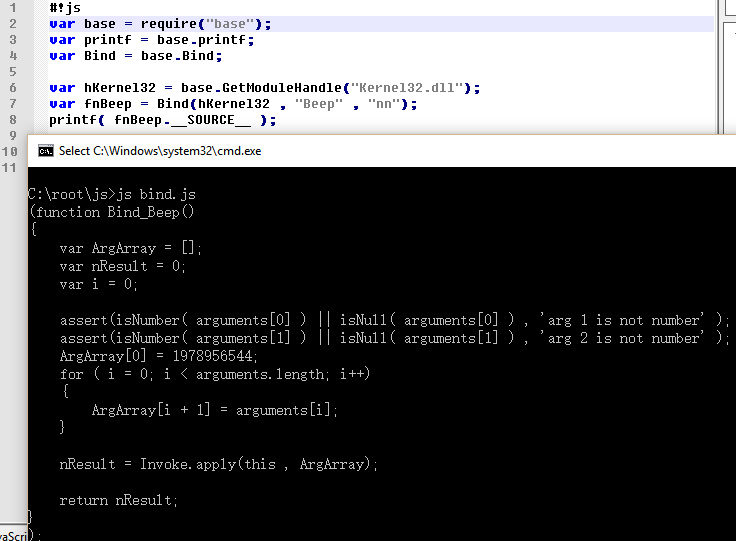 1 #!js
2 var base = require("base");
3 var printf = base.printf;
4 var Bind = base.Bind;
5
6 var hKernel32 = base.GetModuleHandle("Kernel32.dll");
7 var fnBeep = Bind(hKernel32 , "Beep" , "nn");
8 printf( fnBeep.__SOURCE__ );
9
10
11
Select C:\Windows\system32\cmd.exe
C:\root\js>js bind.js
(function Bind_Beep()
{
    var ArgArray = [];
    var nResult = 0;
    var i = 0;

    assert(isNumber( arguments[0] ) || isNull( arguments[0] ) , 'arg 1 is not number' );
    assert(isNumber( arguments[1] ) || isNull( arguments[1] ) , 'arg 2 is not number' );
    ArgArray[0] = 1978956544;
    for ( i = 0; i < arguments.length; i++)
    {
        ArgArray[i + 1] = arguments[i];
    }

    nResult = Invoke.apply(this , ArgArray);

    return nResult;
}
);
vaScri